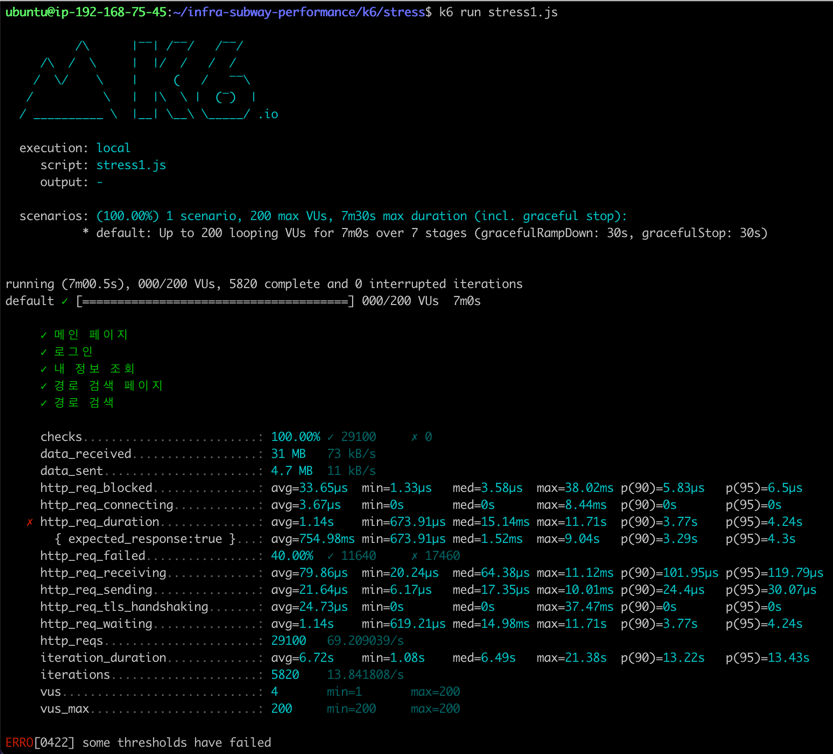 ubuntu@ip-192-168-75-45:~/infra-subway-performance/k6/stress$ k6 run stress1.js
          /\      |‾‾| /‾‾/   /‾‾/
     /\  /  \     |  |/  /   /  /
    /  \/    \    |     (   /   ‾‾\
   /          \   |  |\  \ |  (‾)  |
  / __________ \  |__| \__\ \_____/ .io
execution: local
script: stress1.js
output: -
scenarios: (100.00%) 1 scenario, 200 max VUs, 7m30s max duration (incl. graceful stop):
* default: Up to 200 looping VUs for 7m0s over 7 stages (gracefulRampDown: 30s, gracefulStop: 30s)
running (7m00.5s), 000/200 VUs, 5820 complete and 0 interrupted iterations
default ✓ [======================================] 000/200 VUs  7m0s
✓ 메인 페이지
✓ 로그인
✓ 내 정보 조회
✓ 경로 검색 페이지
✓ 경로 검색
checks.........................: 100.00% ✓ 29100     ✗ 0
data_received..................: 31 MB   73 kB/s
data_sent......................: 4.7 MB  11 kB/s
http_req_blocked...............: avg=33.65µs  min=1.33µs   med=3.58µs  max=38.02ms p(90)=5.83µs   p(95)=6.5µs
http_req_connecting............: avg=3.67µs   min=0s       med=0s      max=8.44ms  p(90)=0s       p(95)=0s
✗ http_req_duration..............: avg=1.14s    min=673.91µs med=15.14ms max=11.71s  p(90)=3.77s    p(95)=4.24s
{ expected_response:true }...: avg=754.98ms min=673.91µs med=1.52ms  max=9.04s   p(90)=3.29s    p(95)=4.3s
http_req_failed................: 40.00%  ✓ 11640     ✗ 17460
http_req_receiving.............: avg=79.86µs  min=20.24µs  med=64.38µs max=11.12ms p(90)=101.95µs p(95)=119.79µs
http_req_sending...............: avg=21.64µs  min=6.17µs   med=17.35µs max=10.01ms p(90)=24.4µs   p(95)=30.07µs
http_req_tls_handshaking.......: avg=24.73µs  min=0s       med=0s      max=37.47ms p(90)=0s       p(95)=0s
http_req_waiting...............: avg=1.14s    min=619.21µs med=14.98ms max=11.71s  p(90)=3.77s    p(95)=4.24s
http_reqs......................: 29100   69.209039/s
iteration_duration.............: avg=6.72s    min=1.08s    med=6.49s   max=21.38s  p(90)=13.22s   p(95)=13.43s
iterations.....................: 5820    13.841808/s
vus............................: 4       min=1       max=200
vus_max........................: 200     min=200     max=200
ERRO[0422] some thresholds have failed